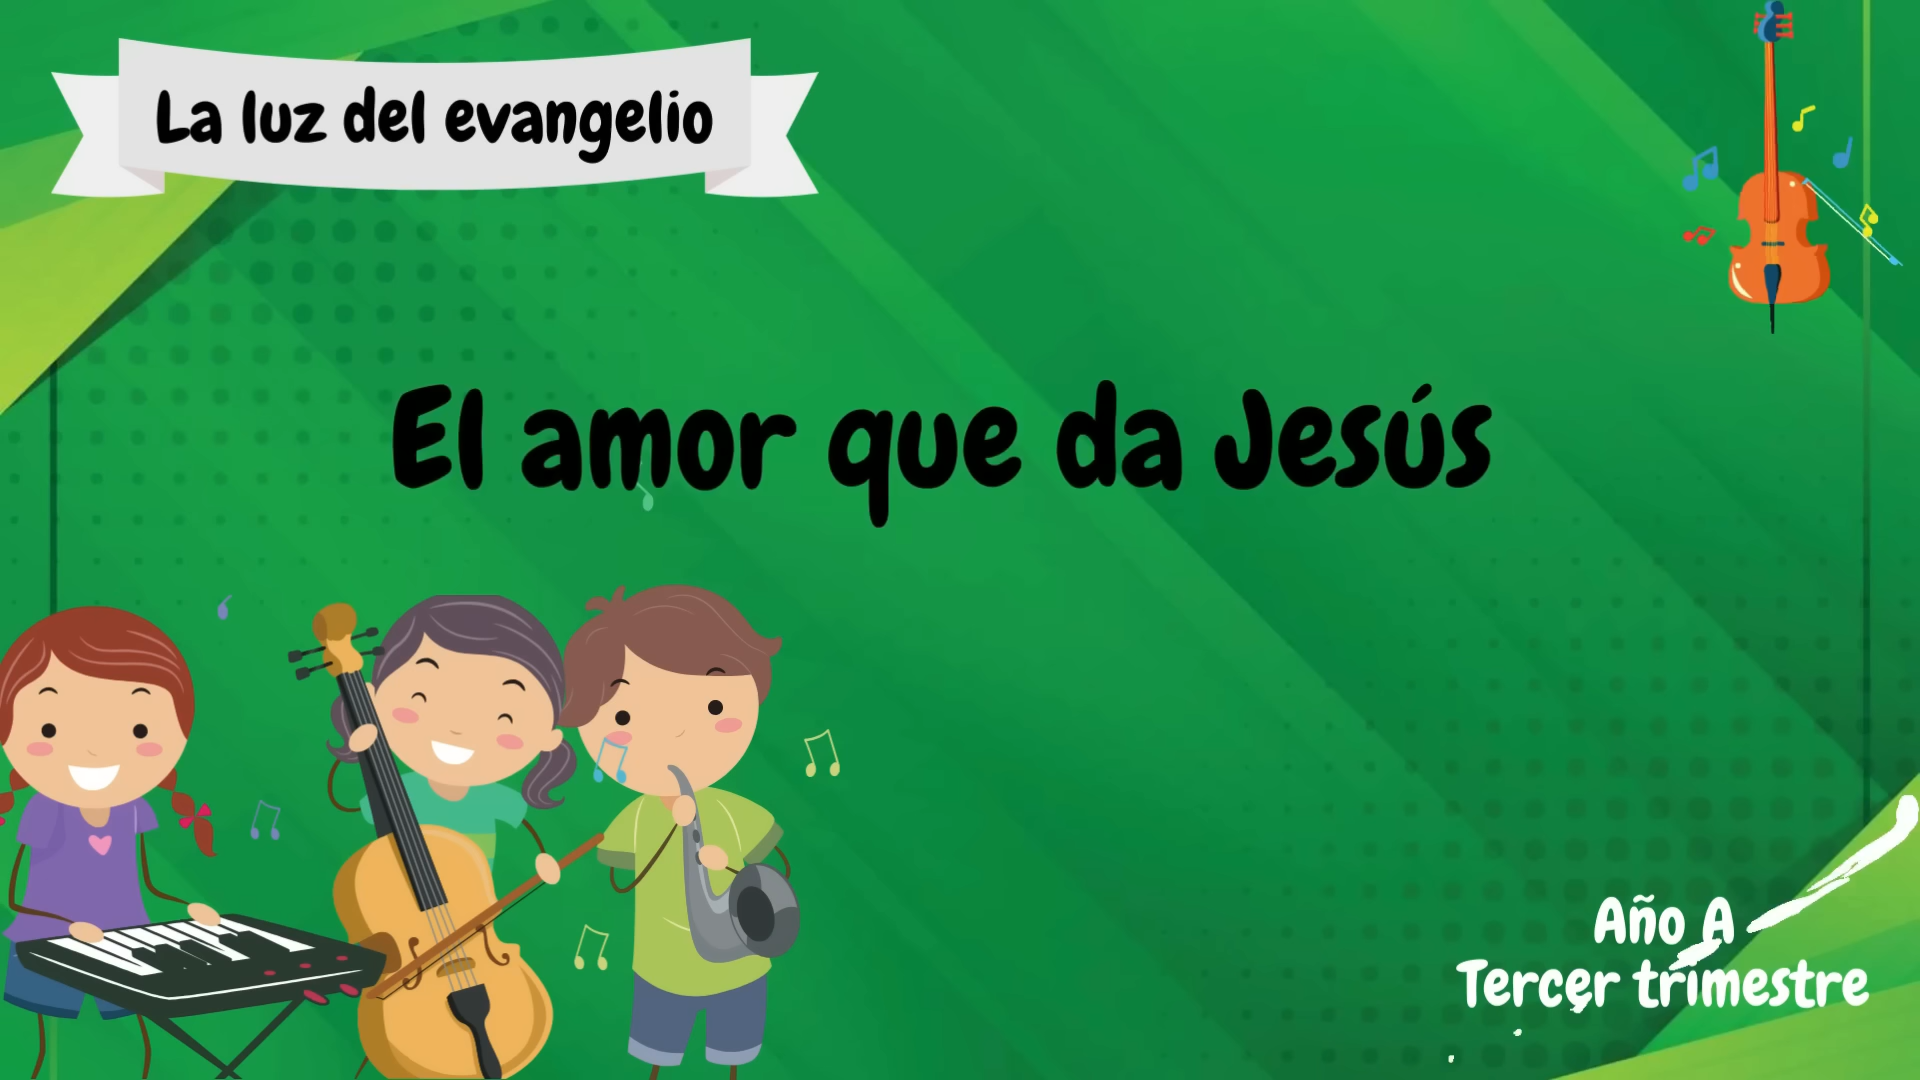 La luz del evangelio
El amor que da Jesús
Año A
Tercer trimestre